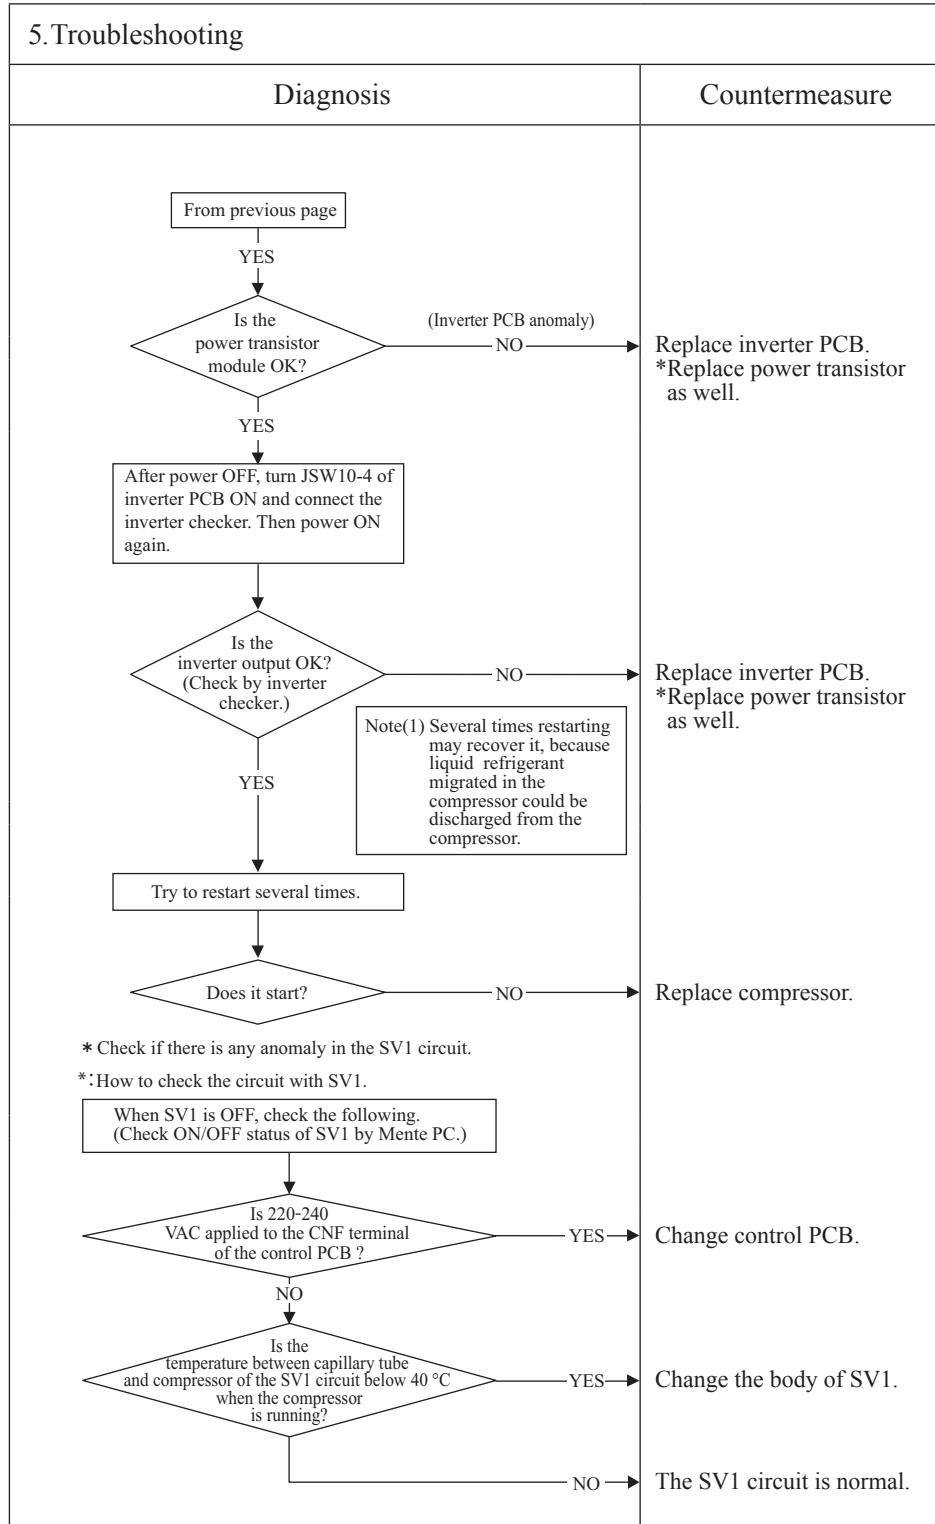 5.Troubleshooting
Diagnosis
Countermeasure
From previous page
YES
Is the
power transistor
module OK?
(Inverter PCB anomaly)
NO
Replace inverter PCB.
*Replace power transistor
as well.
YES
After power OFF, turn JSW10-4 of
inverter PCB ON and connect the
inverter checker. Then power ON
again.
Is the
inverter output OK?
(Check by inverter
checker.)
NO
Replace inverter PCB.
*Replace power transistor
as well.
Note(1) Several times restarting
may recover it, because
liquid refrigerant
migrated in the
compressor could be
discharged from the
compressor.
YES
Try to restart several times.
Does it start?
NO
Replace compressor.
* Check if there is any anomaly in the SV1 circuit.
*:How to check the circuit with SV1.
When SV1 is OFF, check the following.
(Check ON/OFF status of SV1 by Mente PC.)
Is 220-240
VAC applied to the CNF terminal
of the control PCB ?
YES
Change control PCB.
NO
Is the
temperature between capillary tube
and compressor of the SV1 circuit below 40 °C
when the compressor
is running?
YES
Change the body of SV1.
NO
The SV1 circuit is normal.